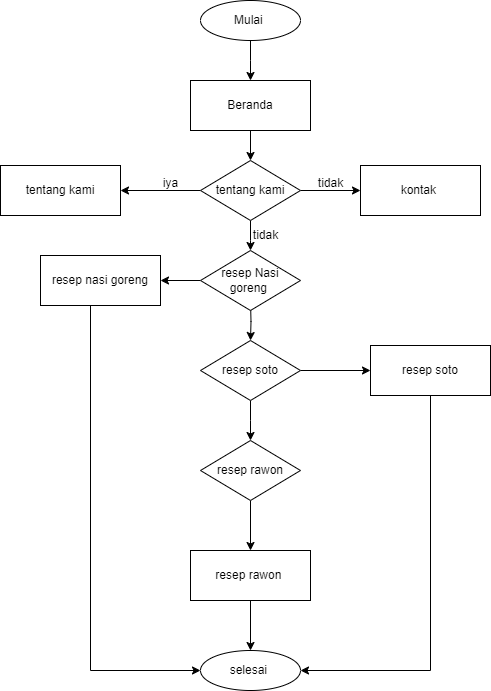 Mulai
Beranda
tentang kami
iya
tentang kami
tidak
kontak
tidak
resep nasi goreng
resep Nasi
goreng
resep soto
resep soto
resep rawon
resep rawon
selesai